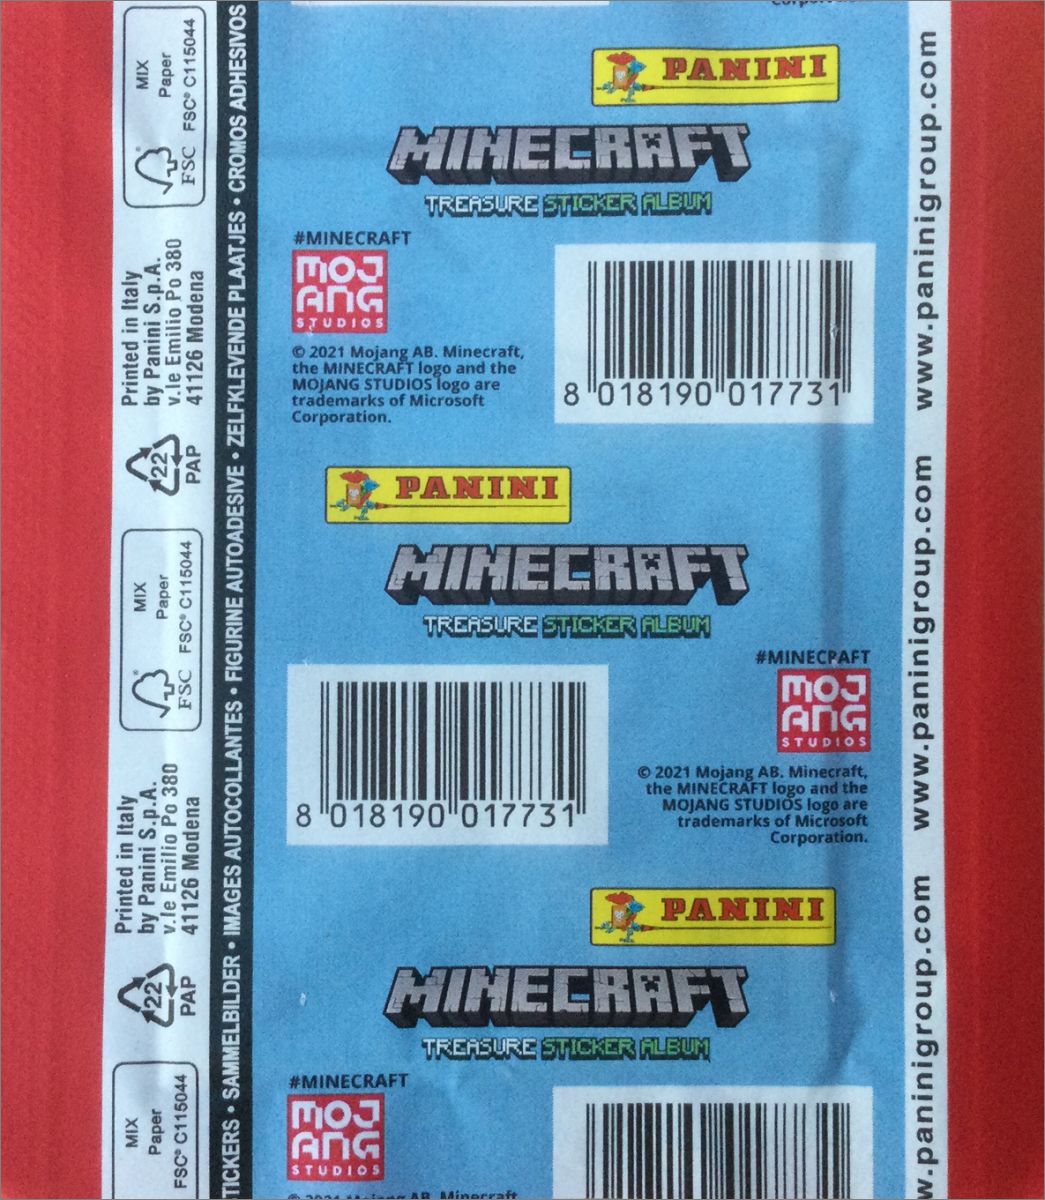 MIX
Paper
FSC® C115044
FSC
Printed in Italy
by Panini S.p.A.
v.le Emilio Po 380
41126 Modena
22
PAP
MIX
Paper
FSC® C115044
FSC
Printed in Italy
by Panini S.p.A.
v.le Emilio Po 380
41126 Modena
22
PAP
MIX
Paper
FSC® C115044
TICKERS • SAMMELBILDER • IMAGES AUTOCOLLANTES • FIGURINE AUTOADESIVE • ZELFKLEVENDE PLAATJES • CROMOS ADHESIVOS
PANINI
MINECRAFT
TREASURE STICKER ALBUM
#MINECRAFT
MOJ
ANG
STUDIOS
© 2021 Mojang AB. Minecraft,
the MINECRAFT logo and the
MOJANG STUDIOS logo are
trademarks of Microsoft
Corporation.
8 018190 017731
PANINI
MINECRAFT
TREASURE STICKER ALBUM
8 018190 017731
#MINECRAFT
MOJ
ANG
STUDIOS
© 2021 Mojang AB. Minecraft,
the MINECRAFT logo and the
MOJANG STUDIOS logo are
trademarks of Microsoft
Corporation.
PANINI
MINECRAFT
TREASURE STICKER ALBUM
#MINECRAFT
MOJ
ANG
STUDIOS
© 2021 Mojang AB. Minecraft,
www.paninigroup.com
www.paninigroup.com
w.paninigroup.com